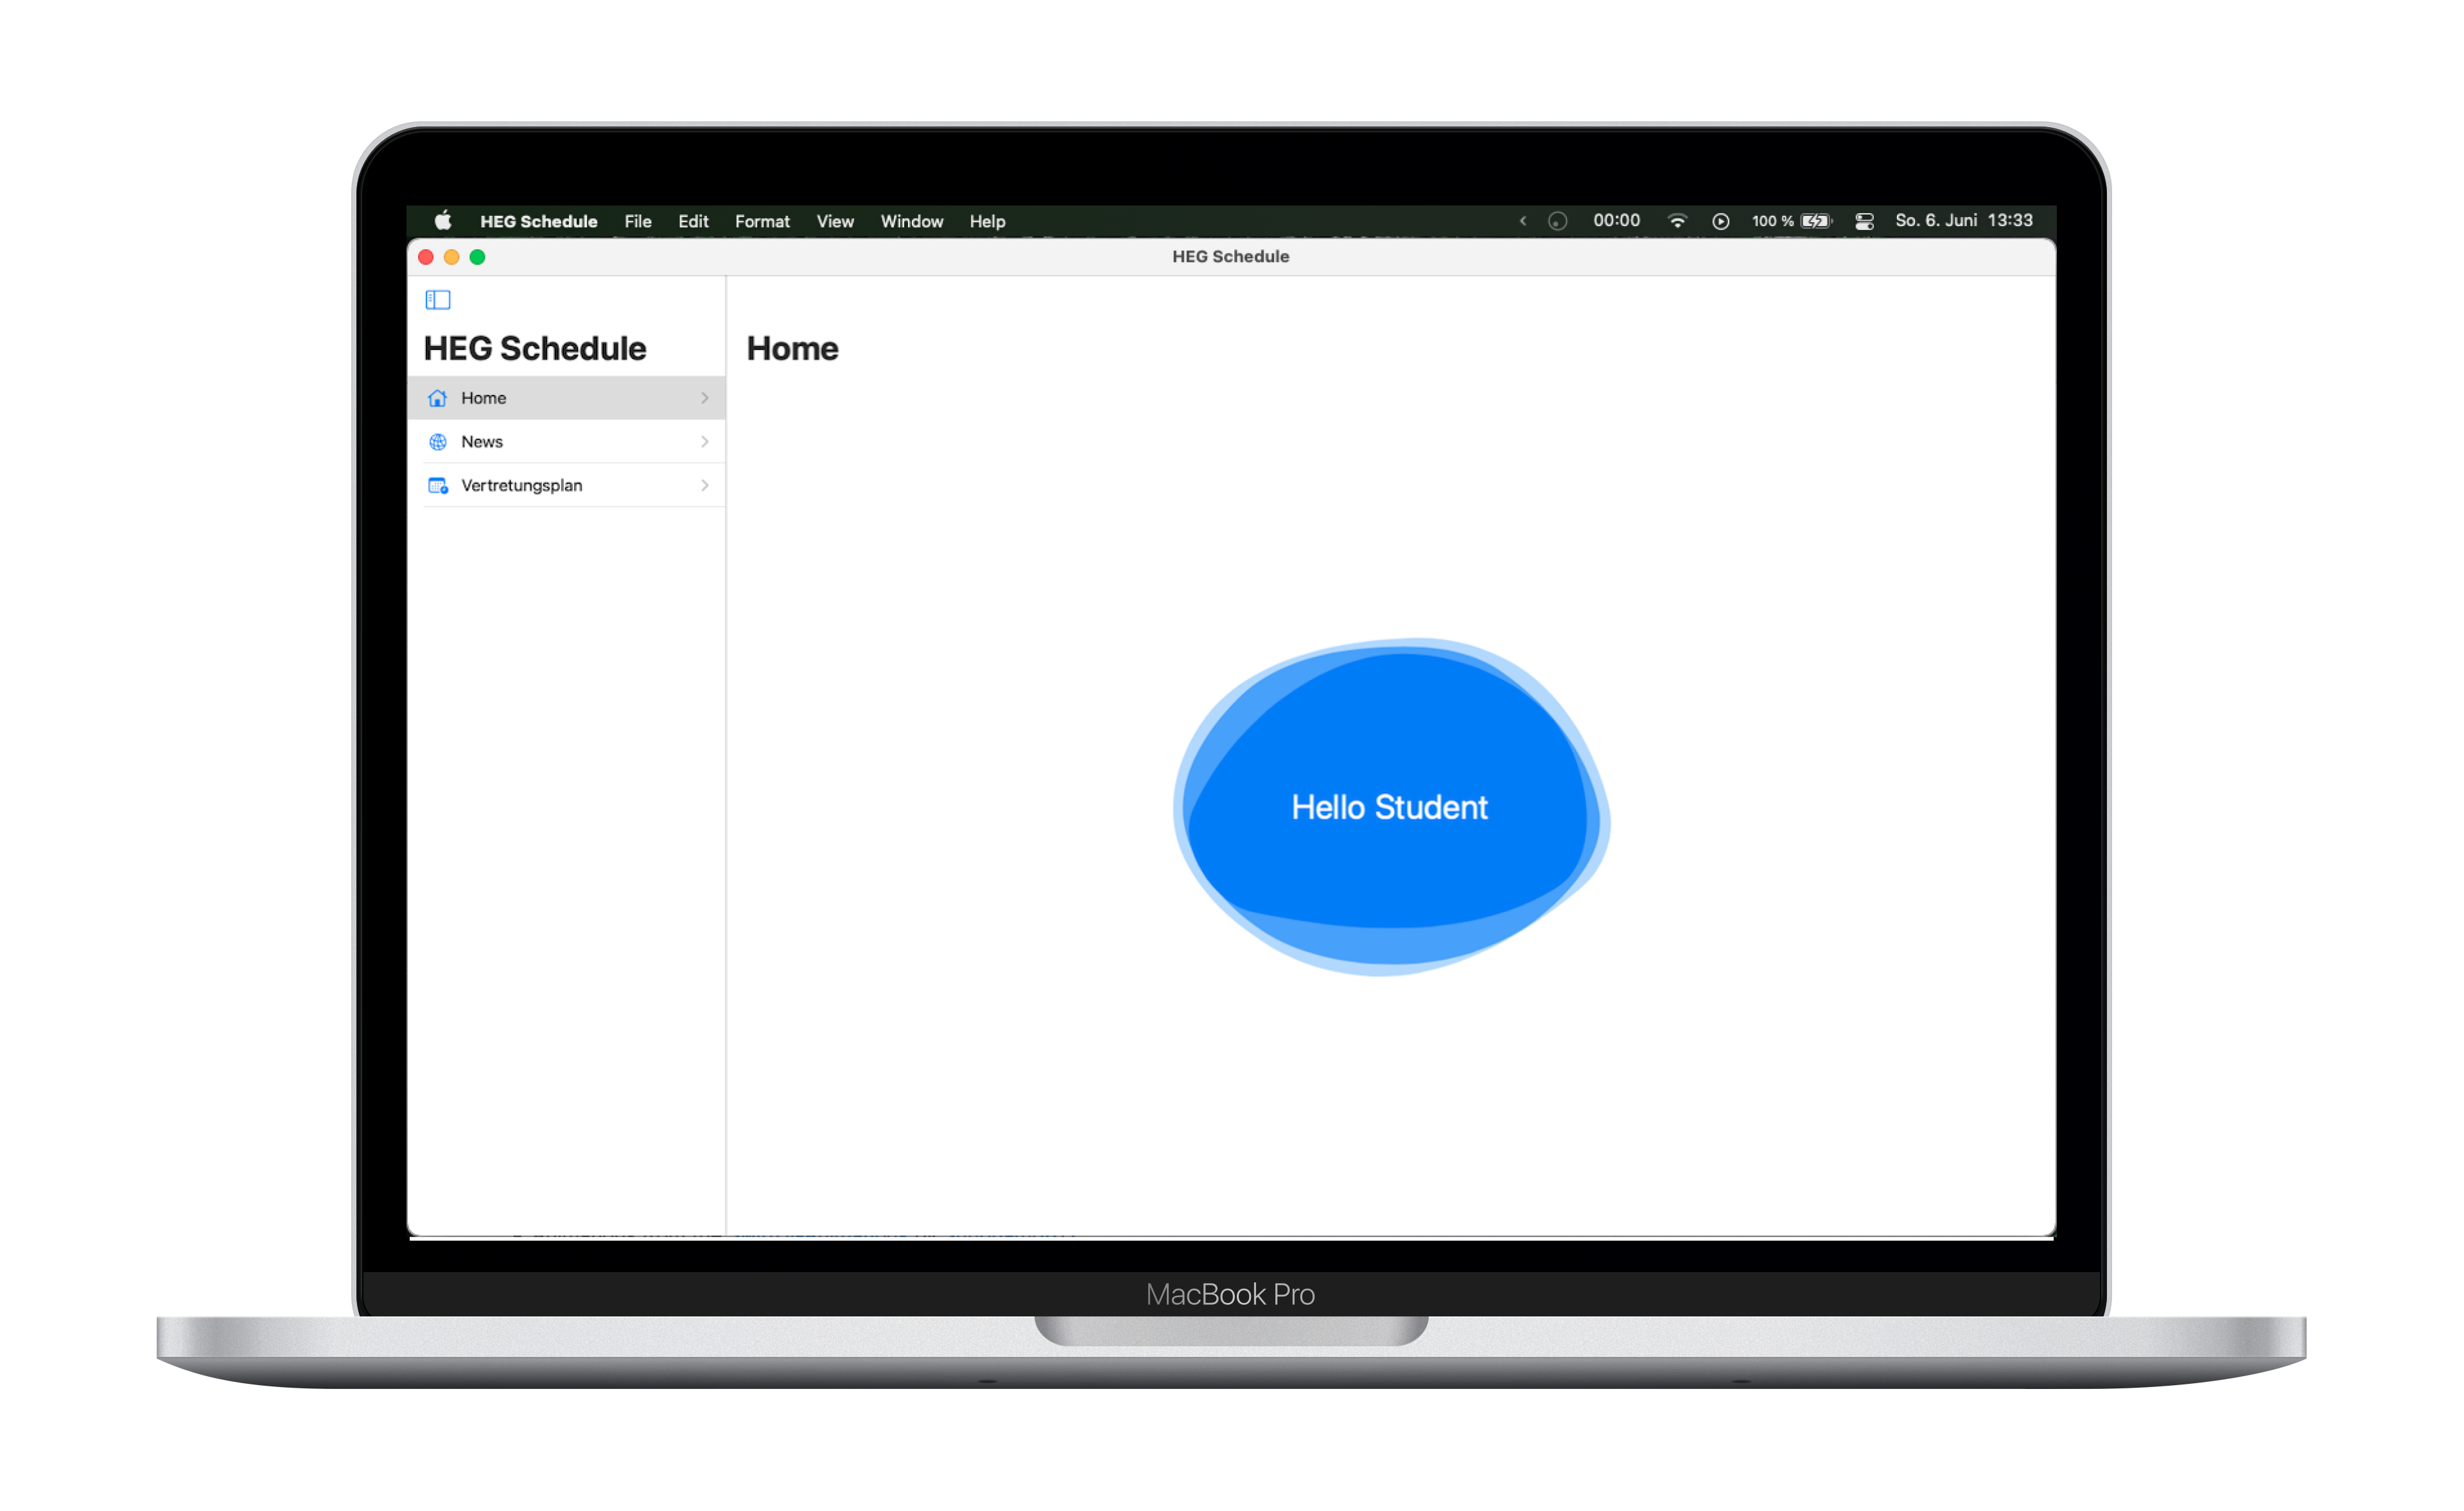 HEG Schedule File Edit Format View Window Help 00:00 100 % So. 6. Juni 13:33
HEG Schedule
HEG Schedule
Home
News
Vertretungsplan
Home
Hello Student
MacBook Pro